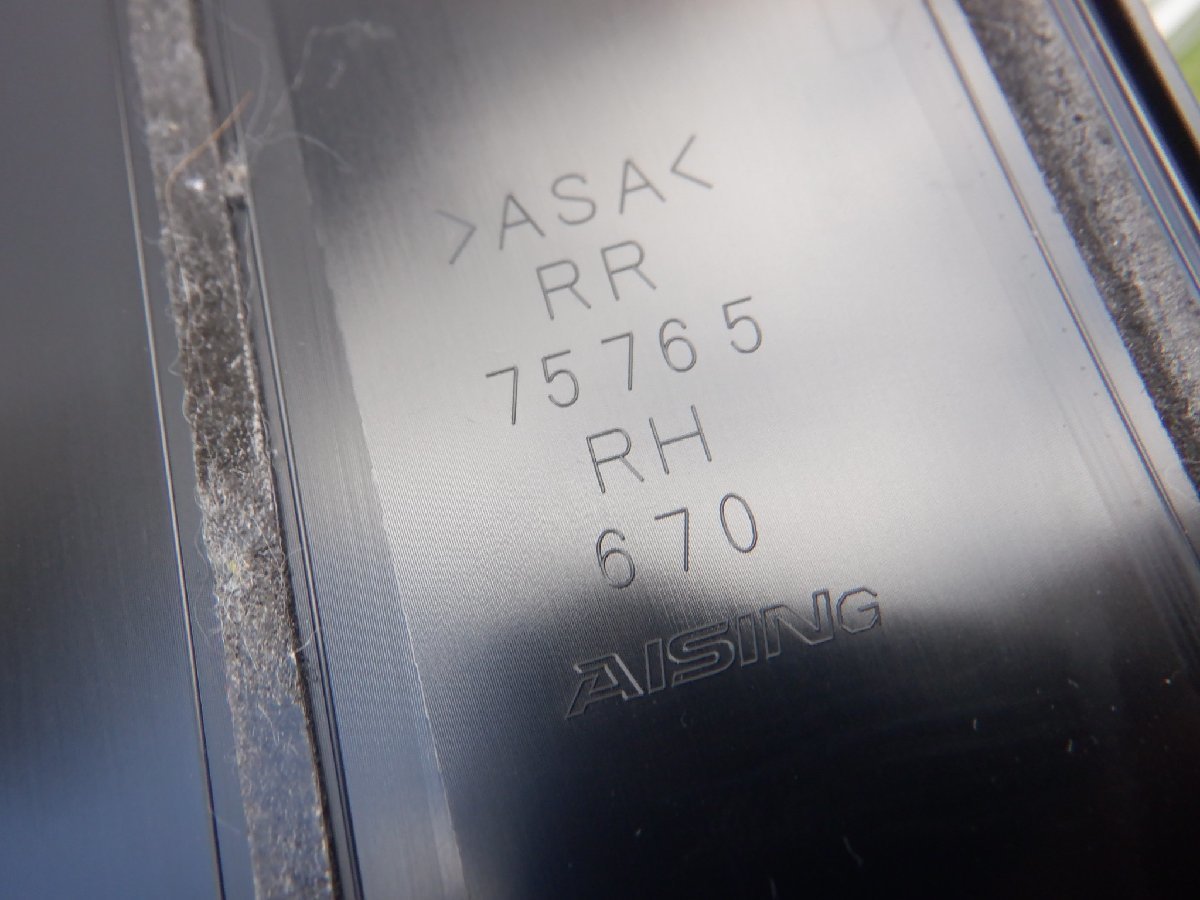 >ASA<
RR
75765
RH
670
AISING